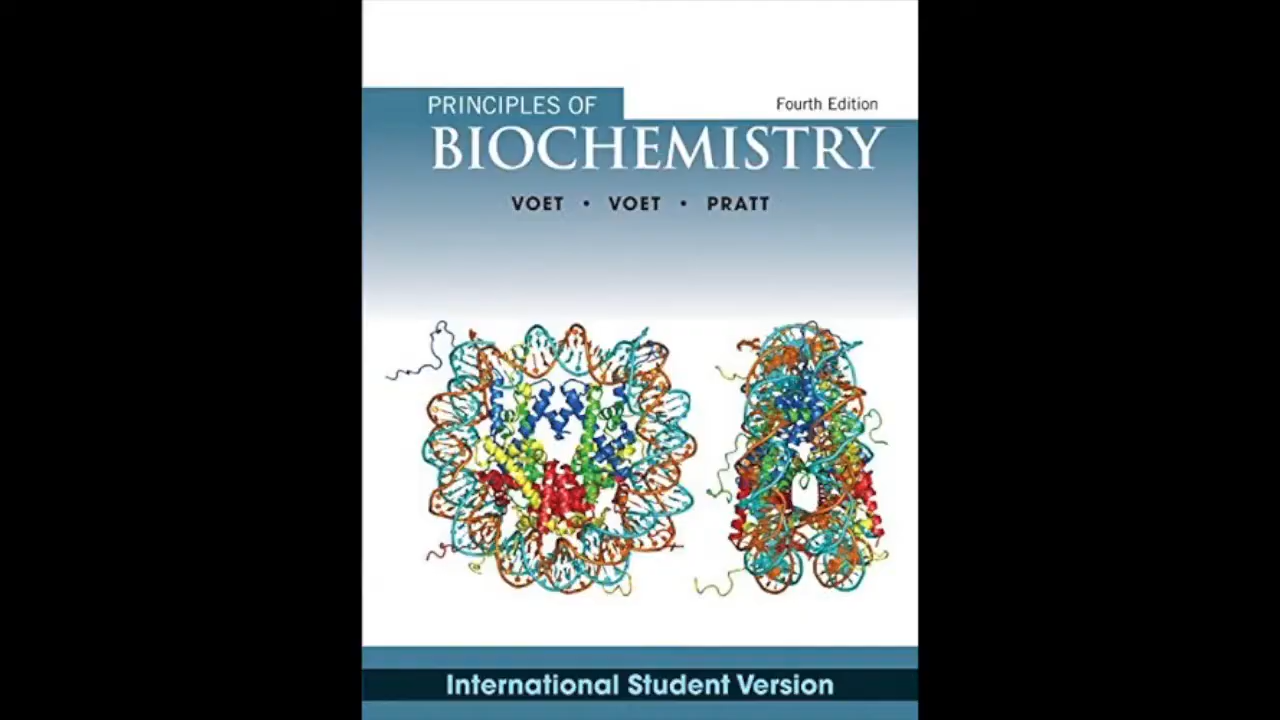 PRINCIPLES OF
Fourth Edition
BIOCHEMISTRY
VOET • VOET • PRATT
International Student Version